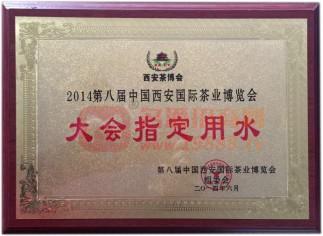 西安茶博会
2014第八届中国西安国际茶业博览会
大会指定用水
第八届中国西安国际茶业博览会
组委会
二〇一四年六月